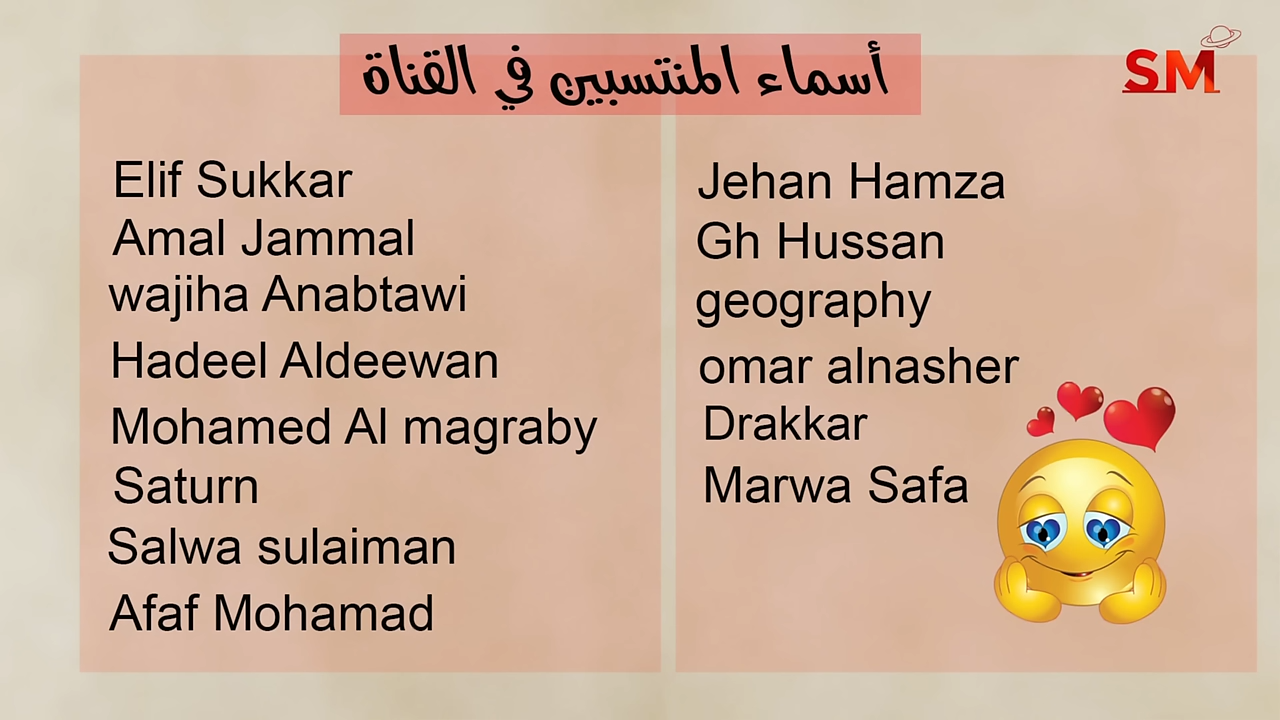 أسماء المنتسبين في القناة
SM
Elif Sukkar
Amal Jammal
wajiha Anabtawi
Hadeel Aldeewan
Mohamed Al magraby
Saturn
Salwa sulaiman
Afaf Mohamad
Jehan Hamza
Gh Hussan
geography
omar alnasher
Drakkar
Marwa Safa